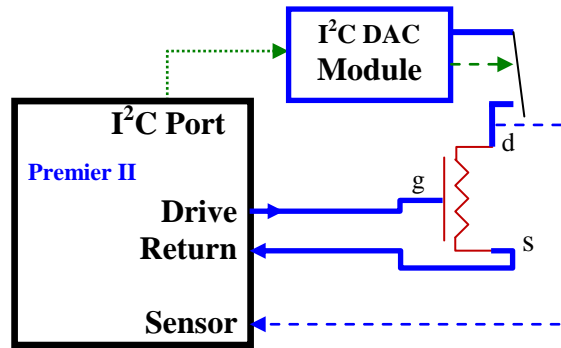 I²C DAC
Module
I²C Port
d
Premier II
g
Drive
Return
s
Sensor